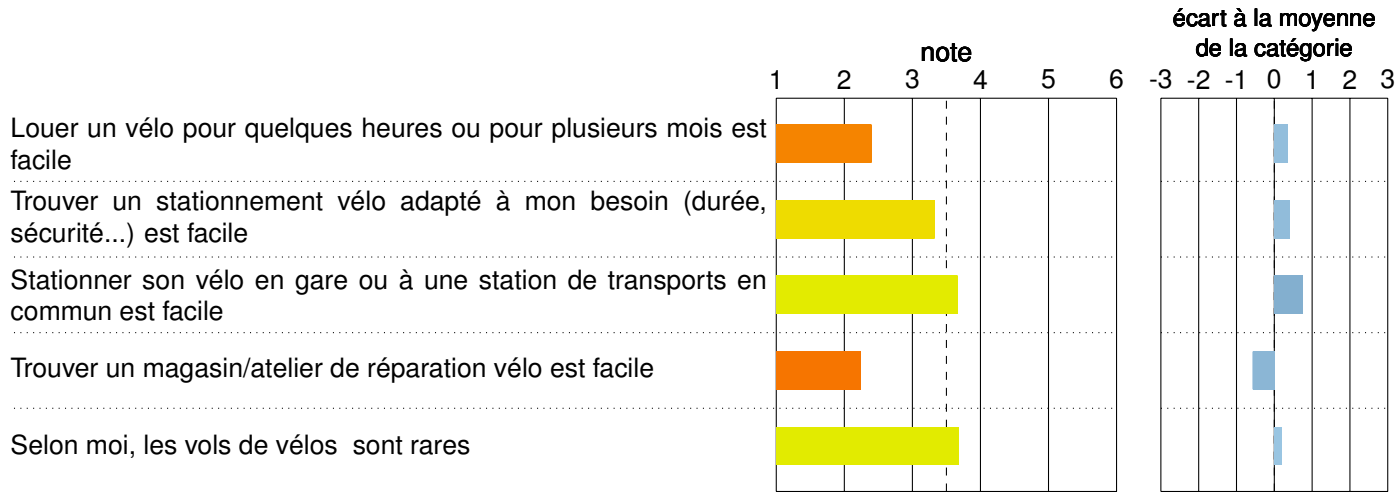 écart à la moyenne
note de la catégorie
1 2 3 4 5 6 -3 -2 -1 0 1 2 3
Louer un vélo pour quelques heures ou pour plusieurs mois est
facile
Trouver un stationnement vélo adapté à mon besoin (durée,
sécurité...) est facile
Stationner son vélo en gare ou à une station de transports en
commun est facile
Trouver un magasin/atelier de réparation vélo est facile
Selon moi, les vols de vélos sont rares